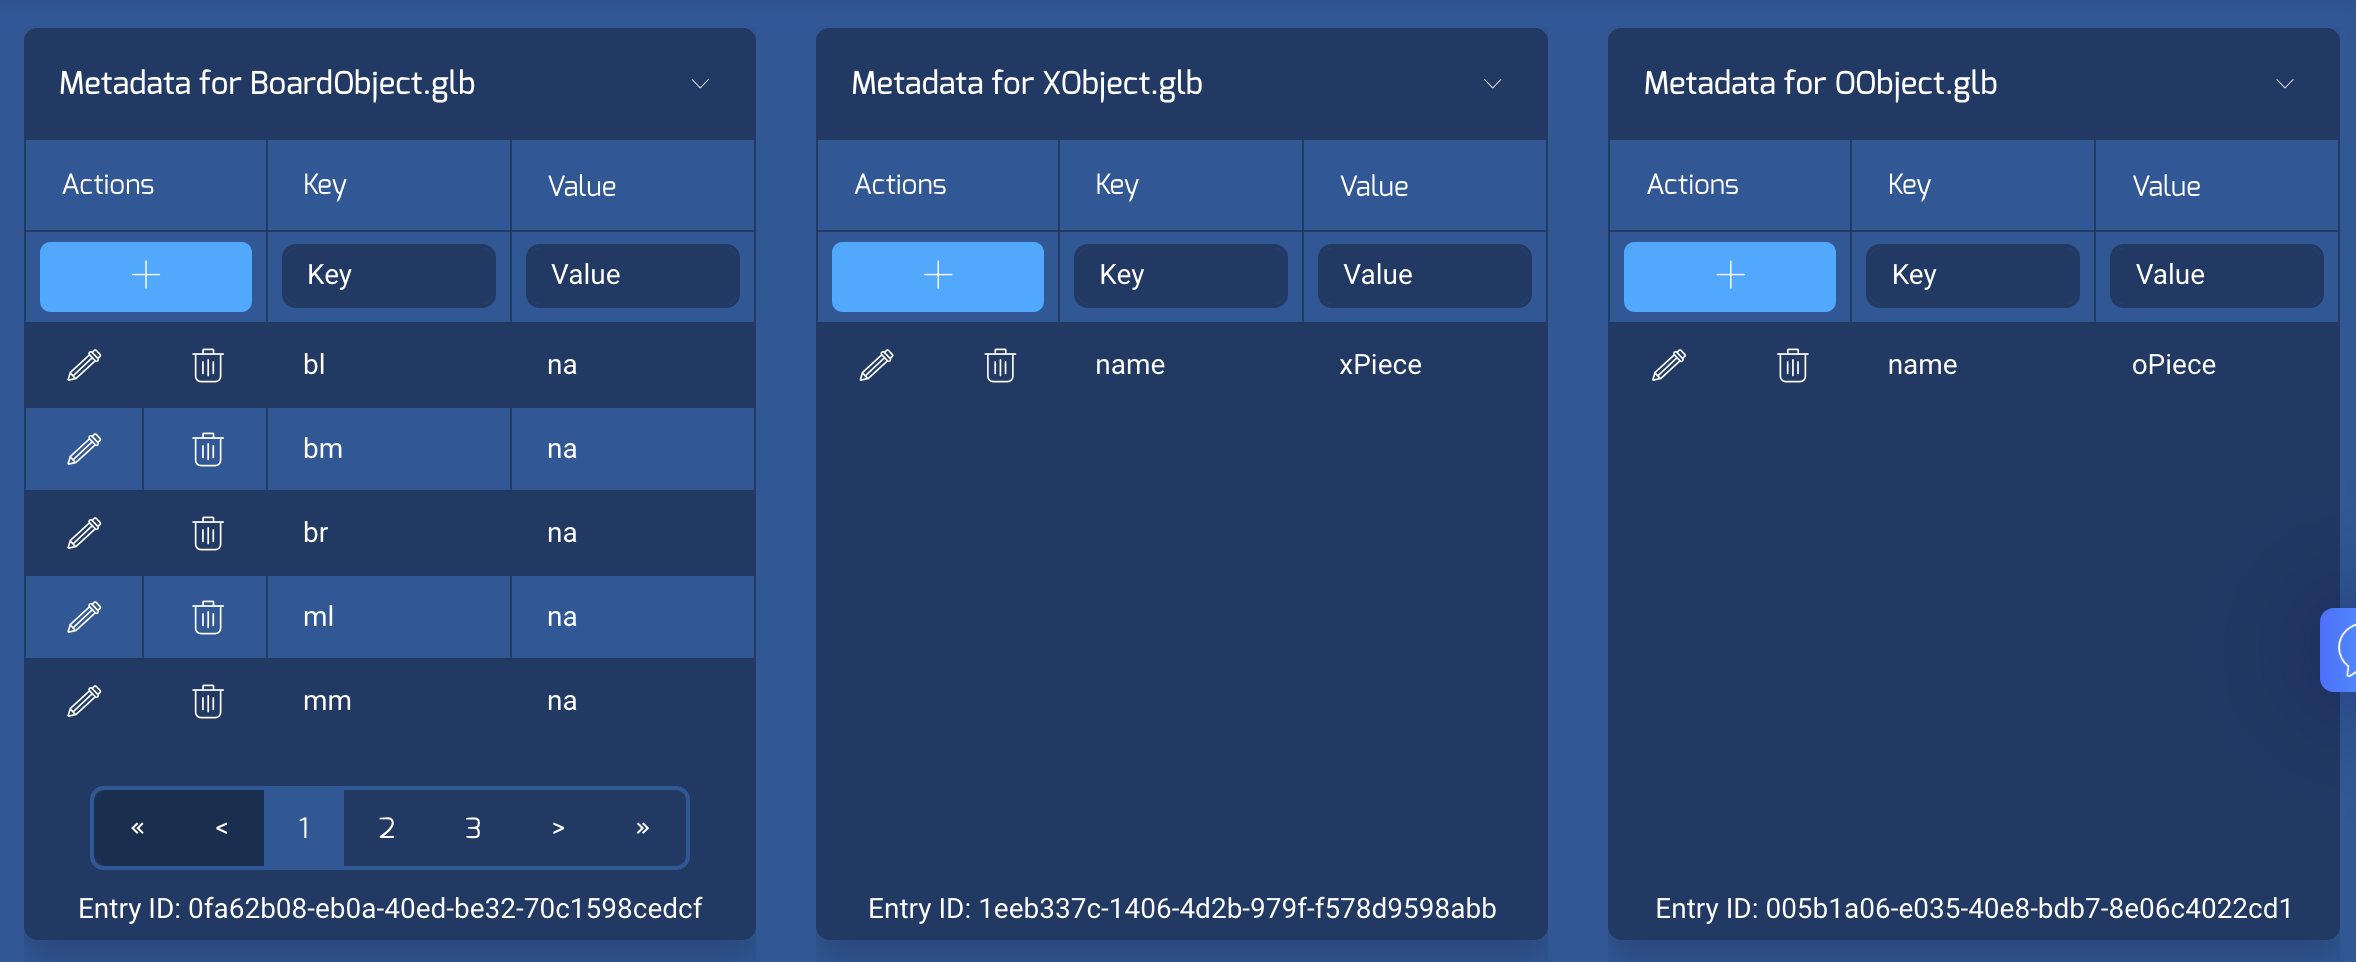 Metadata for BoardObject.glb
Actions Key Value
Key Value
bl na
bm na
br na
ml na
mm na
« < 1 2 3 > »
Entry ID: 0fa62b08-eb0a-40ed-be32-70c1598cedcf
Metadata for XObject.glb
Actions Key Value
Key Value
name xPiece
Entry ID: 1eeb337c-1406-4d2b-979f-f578d9598abb
Metadata for OObject.glb
Actions Key Value
Key Value
name oPiece
Entry ID: 005b1a06-e035-40e8-bdb7-8e06c4022cd1